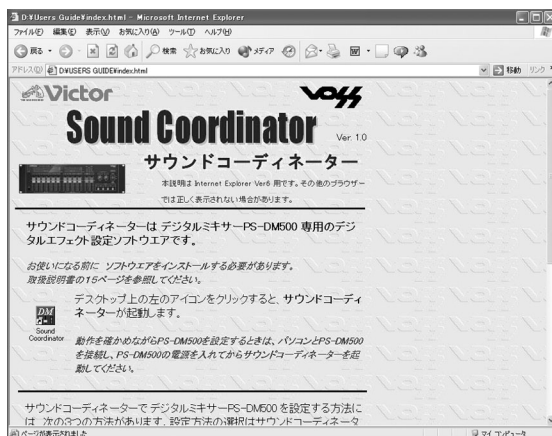 D:¥Users Guide¥index.html - Microsoft Internet Explorer
ファイル(F) 編集(E) 表示(V) お気に入り(A) ツール(T) ヘルプ(H)
戻る 検索 お気に入り メディア
アドレス(D) D:¥USERS GUIDE¥index.html 移動 リンク
Victor VOSS
Sound Coordinator Ver. 1.0
サウンドコーディネーター
本説明は Internet Explorer Ver6 用です。その他のブラウザー
では正しく表示されない場合があります。
サウンドコーディネーターは デジタルミキサーPS-DM500 専用のデジ
タルエフェクト設定ソフトウエアです。
お使いになる前に ソフトウエアをインストールする必要があります。
取扱説明書の15ページを参照してください。
デスクトップ上の左のアイコンをクリックすると、サウンドコーディ
ネーターが起動します。
DM
Sound
Coordinator
動作を確かめながらPS-DM500を設定するときは、パソコンとPS-DM500
を接続し、PS-DM500の電源を入れてからサウンドコーディネーターを起
動してください。
サウンドコーディネーターで デジタルミキサーPS-DM500 を設定する方法に
は 次の3つの方法があります 設定方法の選択はサウンドコーディネータ
ページが表示されました マイ コンピュータ